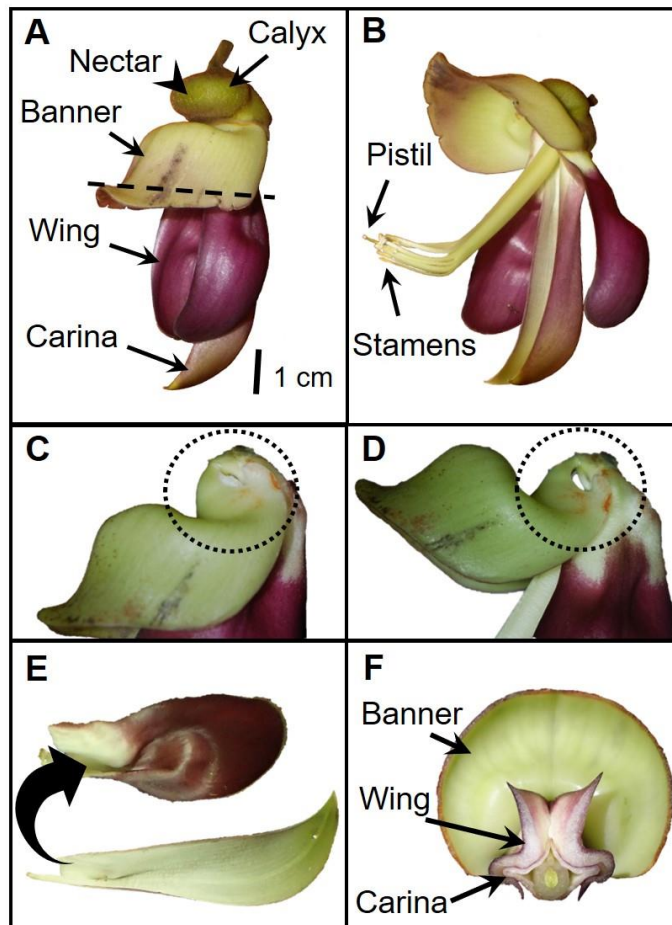 A
Calyx
Nectar
Banner
Wing
Carina
1 cm
B
Pistil
Stamens
C
D
E
F
Banner
Wing
Carina